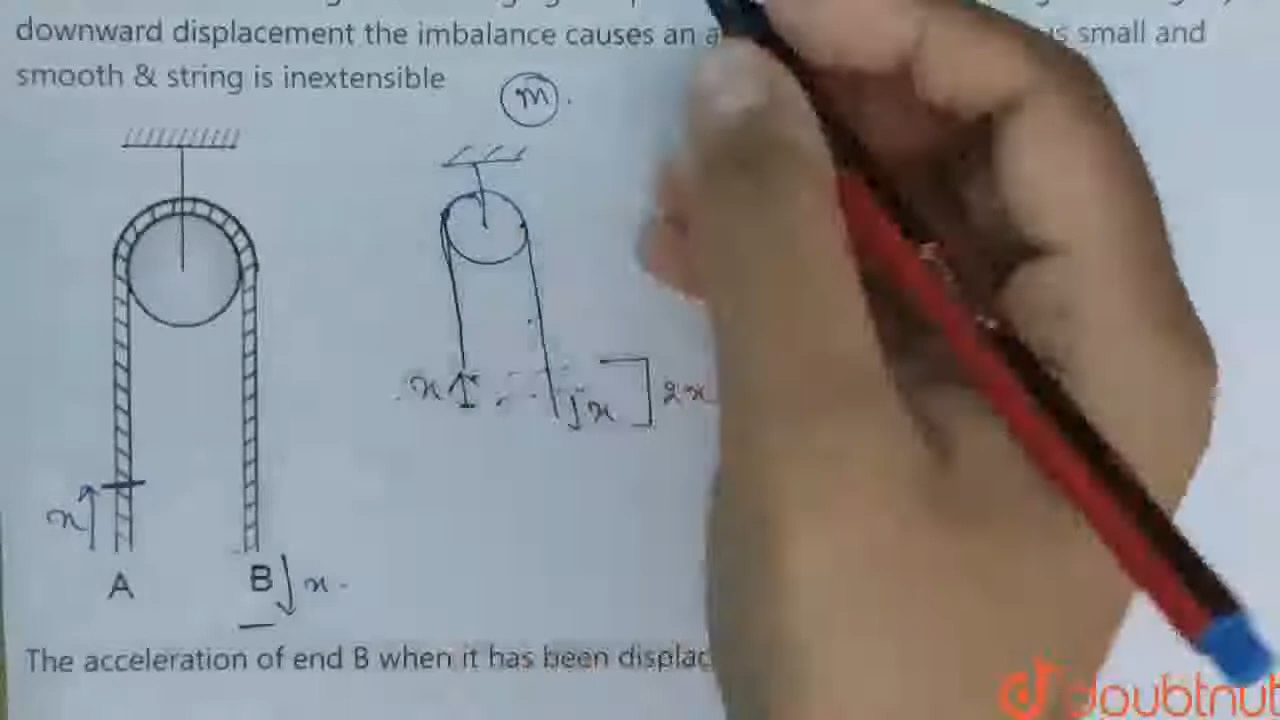 downward displacement the imbalance causes an a
small and
smooth & string is inextensible
m
x x 2x
x
A B x
The acceleration of end B when it has been displac
doubtnut